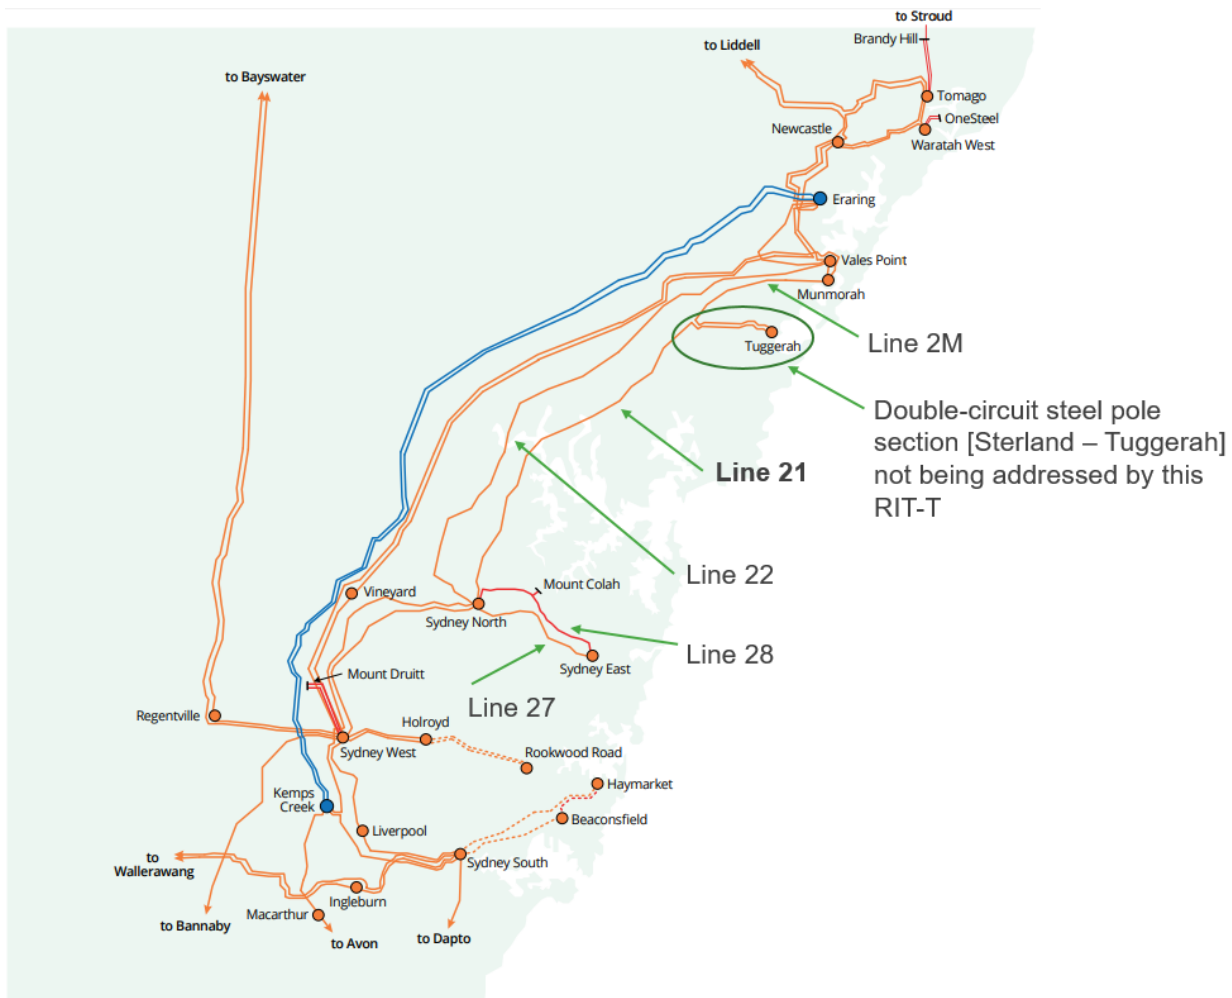 to Stroud
Brandy Hill
to Liddell
to Bayswater
Tomago
OneSteel
Newcastle
Waratah West
Eraring
Vales Point
Munmorah
Line 2M
Tuggerah
Double-circuit steel pole
section [Sterland – Tuggerah]
not being addressed by this
RIT-T
Line 21
Line 22
Mount Colah
Vineyard
Sydney North
Line 28
Sydney East
Mount Druitt
Line 27
Regentville
Holroyd
Sydney West
Rookwood Road
Haymarket
Kemps
Creek
Beaconsfield
Liverpool
to
Wallerawang
Sydney South
Ingleburn
Macarthur
to Bannaby
to Avon
to Dapto